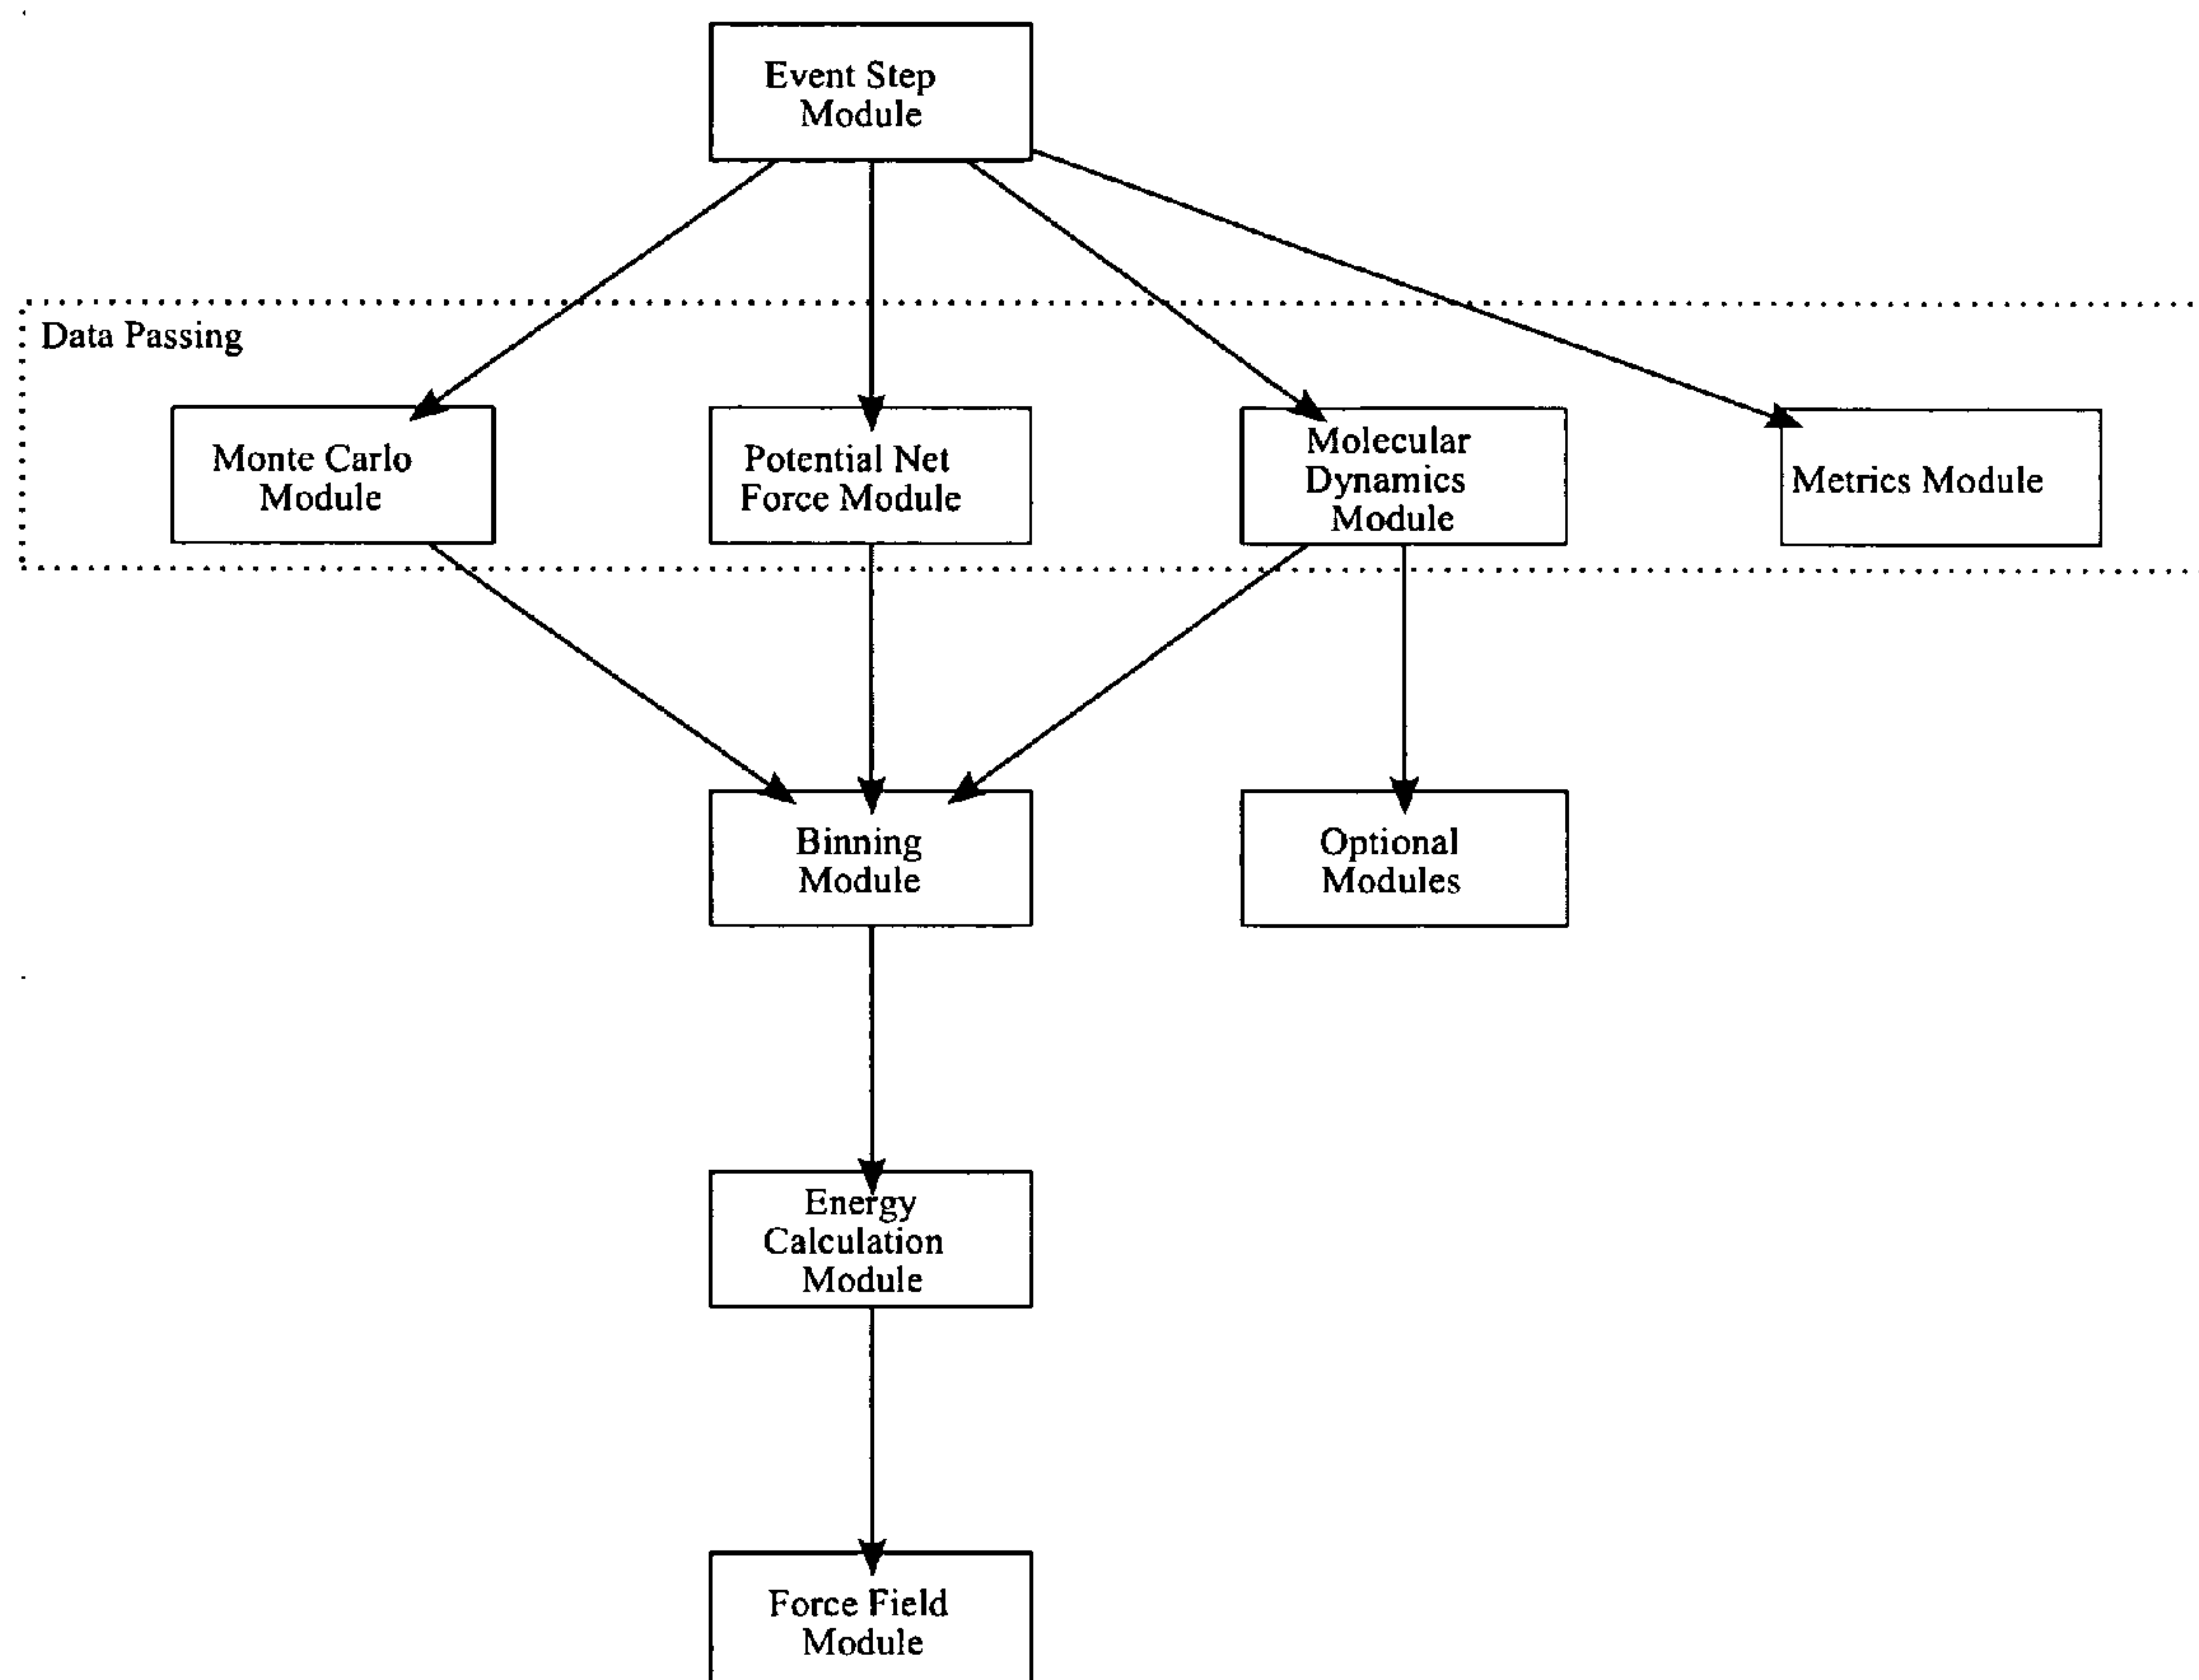 Event Step
Module
Data Passing
Monte Carlo
Module
Potential Net
Force Module
Molecular
Dynamics
Module
Metrics Module
Binning
Module
Optional
Modules
Energy
Calculation
Module
Force Field
Module